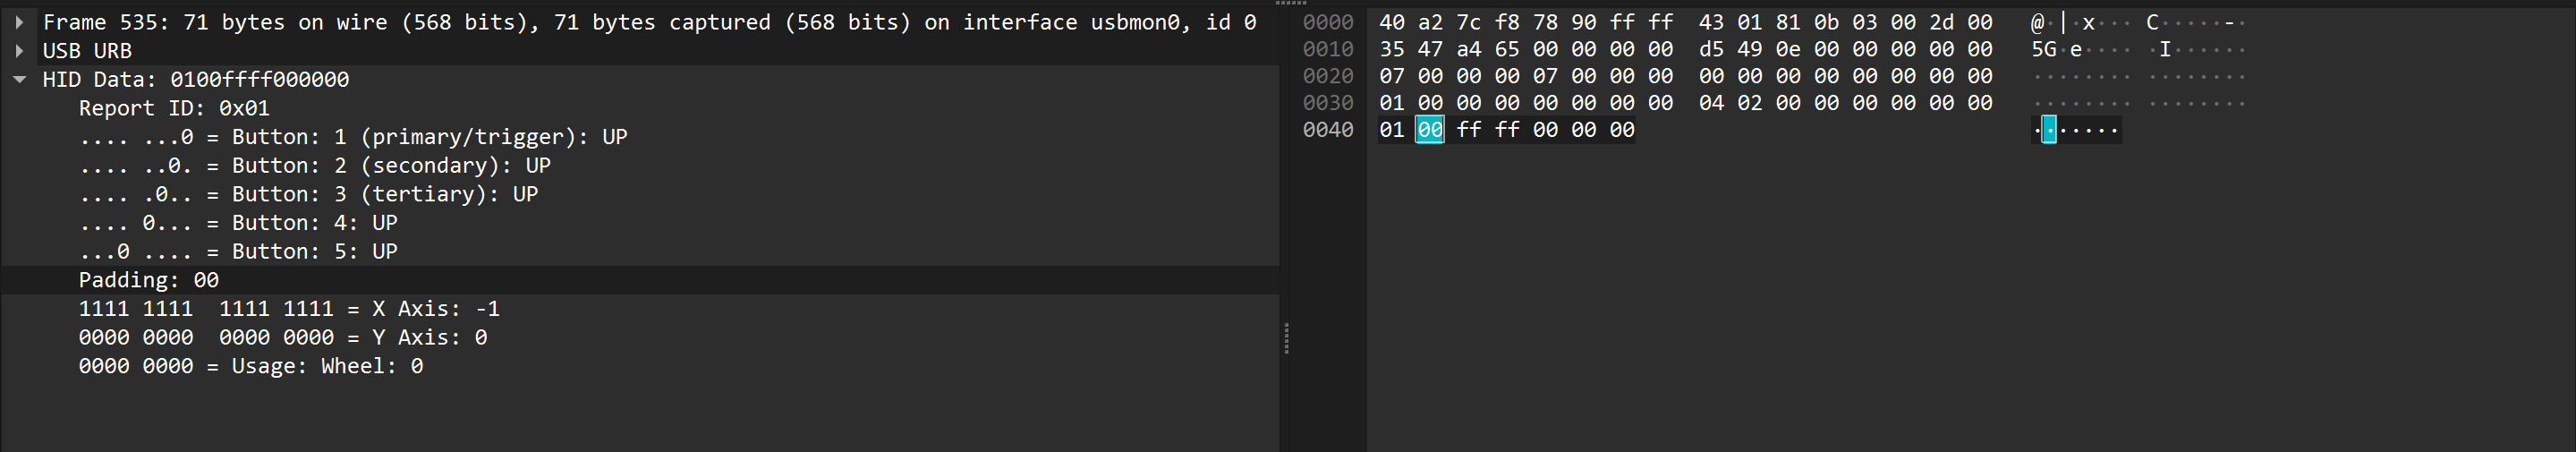 Frame 535: 71 bytes on wire (568 bits), 71 bytes captured (568 bits) on interface usbmon0, id 0
USB URB
HID Data: 0100ffff000000
Report ID: 0x01
.... ...0 = Button: 1 (primary/trigger): UP
.... ..0. = Button: 2 (secondary): UP
.... .0.. = Button: 3 (tertiary): UP
.... 0... = Button: 4: UP
...0 .... = Button: 5: UP
Padding: 00
1111 1111  1111 1111 = X Axis: -1
0000 0000  0000 0000 = Y Axis: 0
0000 0000 = Usage: Wheel: 0
0000 40 a2 7c f8 78 90 ff ff  43 01 81 0b 03 00 2d 00 @·|·x··· C·····-·
0010 35 47 a4 65 00 00 00 00  d5 49 0e 00 00 00 00 00 5G·e···· ·I······
0020 07 00 00 00 07 00 00 00  00 00 00 00 00 00 00 00 ········ ········
0030 01 00 00 00 00 00 00 00  04 02 00 00 00 00 00 00 ········ ········
0040 01 00 ff ff 00 00 00 ·······